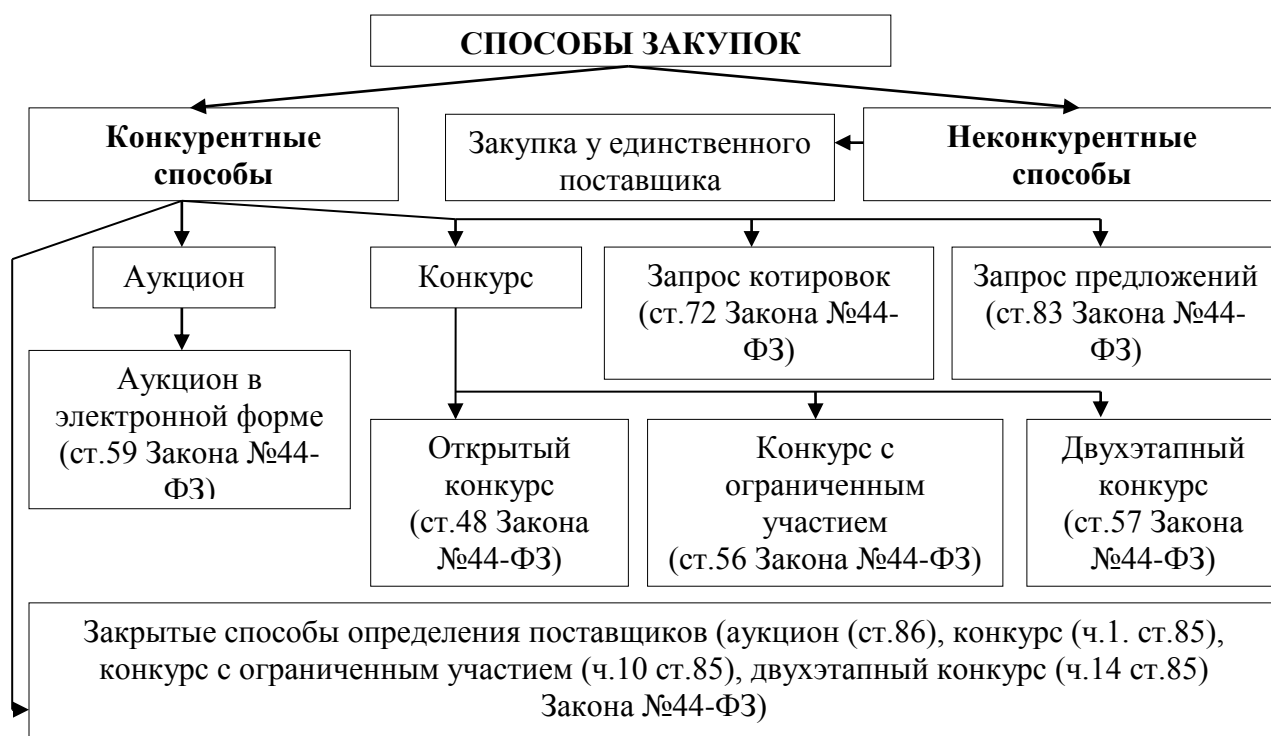 СПОСОБЫ ЗАКУПОК
Конкурентные
способы
Закупка у единственного
поставщика
Неконкурентные
способы
Аукцион
Конкурс
Запрос котировок
(ст.72 Закона №44-
ФЗ)
Запрос предложений
(ст.83 Закона №44-
ФЗ)
Аукцион в
электронной форме
(ст.59 Закона №44-
ФЗ)
Открытый
конкурс
(ст.48 Закона
№44-ФЗ)
Конкурс с
ограниченным
участием
(ст.56 Закона №44-ФЗ)
Двухэтапный
конкурс
(ст.57 Закона
№44-ФЗ)
Закрытые способы определения поставщиков (аукцион (ст.86), конкурс (ч.1. ст.85),
конкурс с ограниченным участием (ч.10 ст.85), двухэтапный конкурс (ч.14 ст.85)
Закона №44-ФЗ)